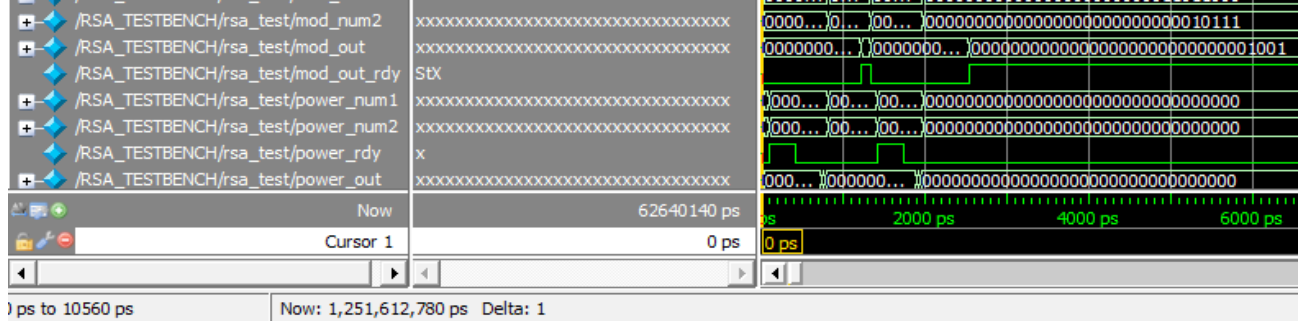 /RSA_TESTBENCH/rsa_test/mod_num2 xxxxxxxxxxxxxxxxxxxxxxxxxxxxxxxx 0000... 0... 00... 00000000000000000000000000010111
/RSA_TESTBENCH/rsa_test/mod_out xxxxxxxxxxxxxxxxxxxxxxxxxxxxxxxx 0000000... 0000000... 00000000000000000000000000001001
/RSA_TESTBENCH/rsa_test/mod_out_rdy StX
/RSA_TESTBENCH/rsa_test/power_num1 xxxxxxxxxxxxxxxxxxxxxxxxxxxxxxxx 000... 00... 00... 00000000000000000000000000000000
/RSA_TESTBENCH/rsa_test/power_num2 xxxxxxxxxxxxxxxxxxxxxxxxxxxxxxxx 000... 00... 00... 00000000000000000000000000000000
/RSA_TESTBENCH/rsa_test/power_rdy x
/RSA_TESTBENCH/rsa_test/power_out xxxxxxxxxxxxxxxxxxxxxxxxxxxxxxxx 000... 000000... 00000000000000000000000000000000
Now 62640140 ps ps 2000 ps 4000 ps 6000 ps
Cursor 1 0 ps 0 ps
ps to 10560 ps Now: 1,251,612,780 ps Delta: 1